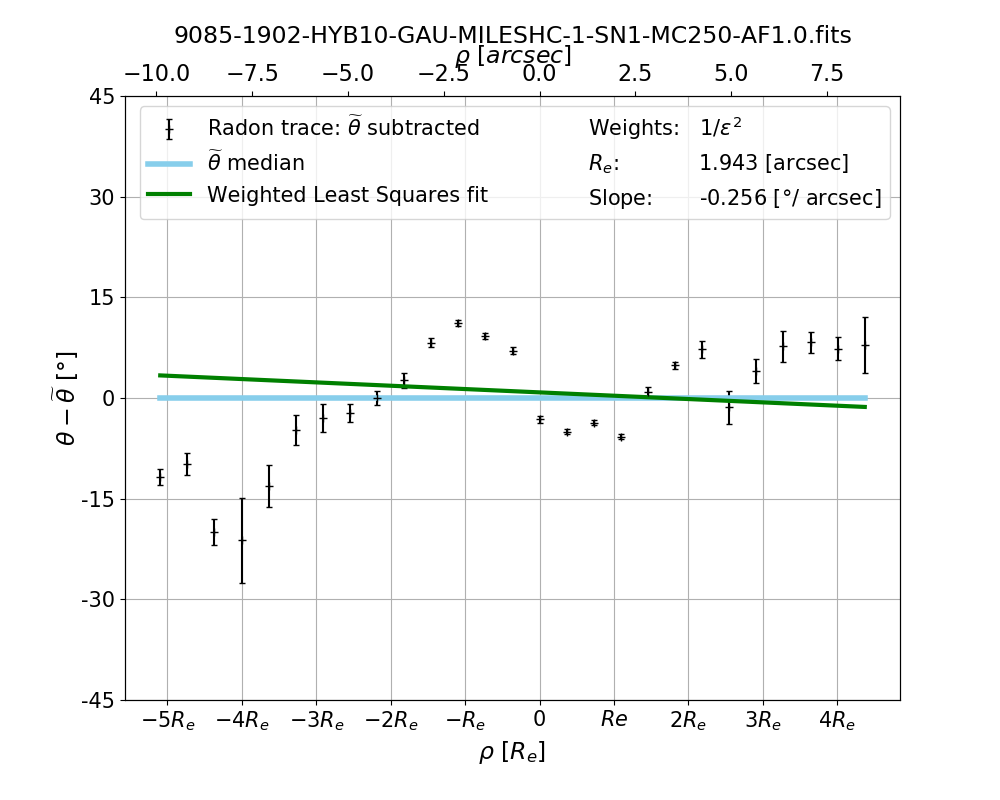 9085-1902-HYB10-GAU-MILESHC-1-SN1-MC250-AF1.0.fits
ρ [arcsec]
−10.0 −7.5 −5.0 −2.5 0.0 2.5 5.0 7.5
Radon trace: θ̃ subtracted
θ̃ median
Weighted Least Squares fit
Weights: 1/ε²
Rₑ: 1.943 [arcsec]
Slope: -0.256 [°/ arcsec]
45
30
15
0
-15
-30
-45
θ − θ̃ [°]
−5Rₑ −4Rₑ −3Rₑ −2Rₑ −Rₑ 0 Re 2Rₑ 3Rₑ 4Rₑ
ρ [Rₑ]